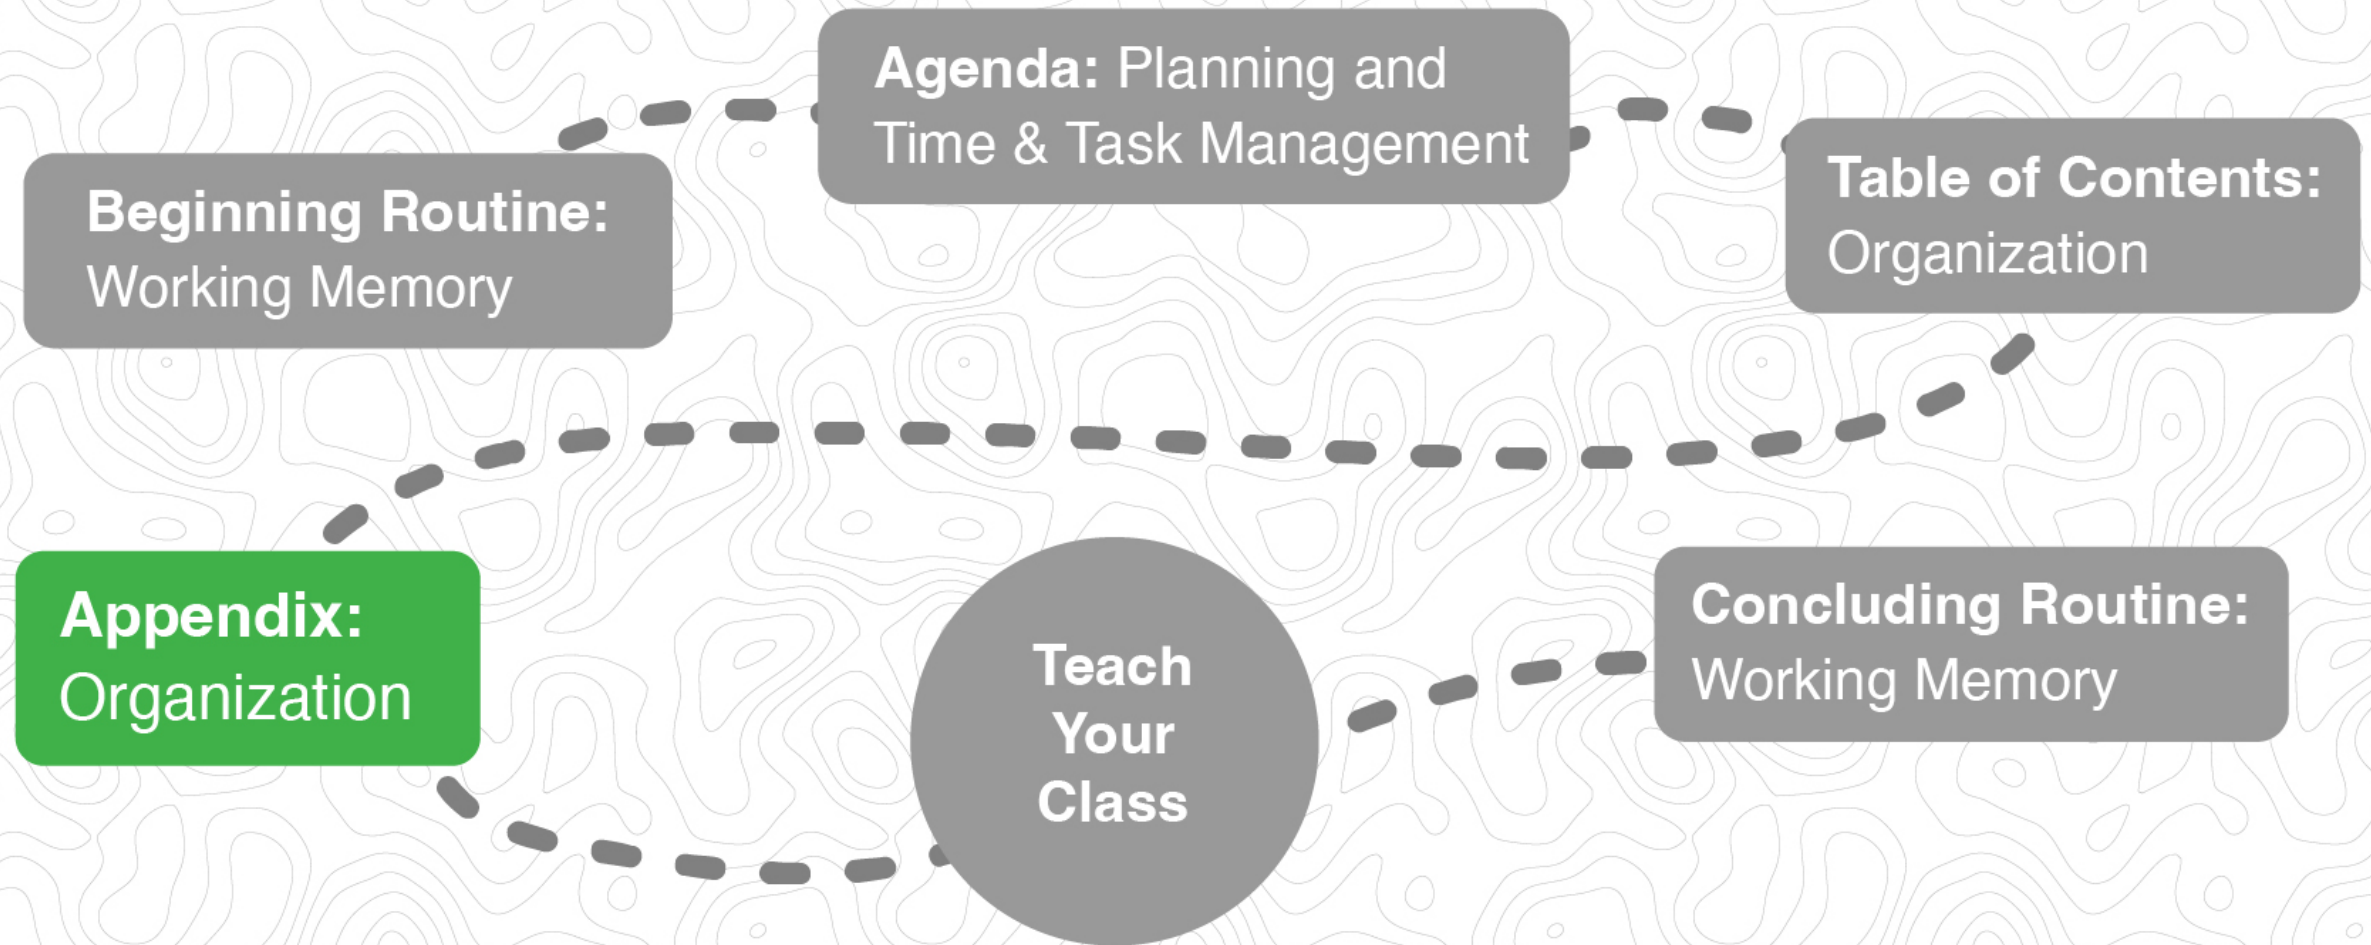 Agenda: Planning and
Time & Task Management
Beginning Routine:
Working Memory
Table of Contents:
Organization
Appendix:
Organization
Teach
Your
Class
Concluding Routine:
Working Memory